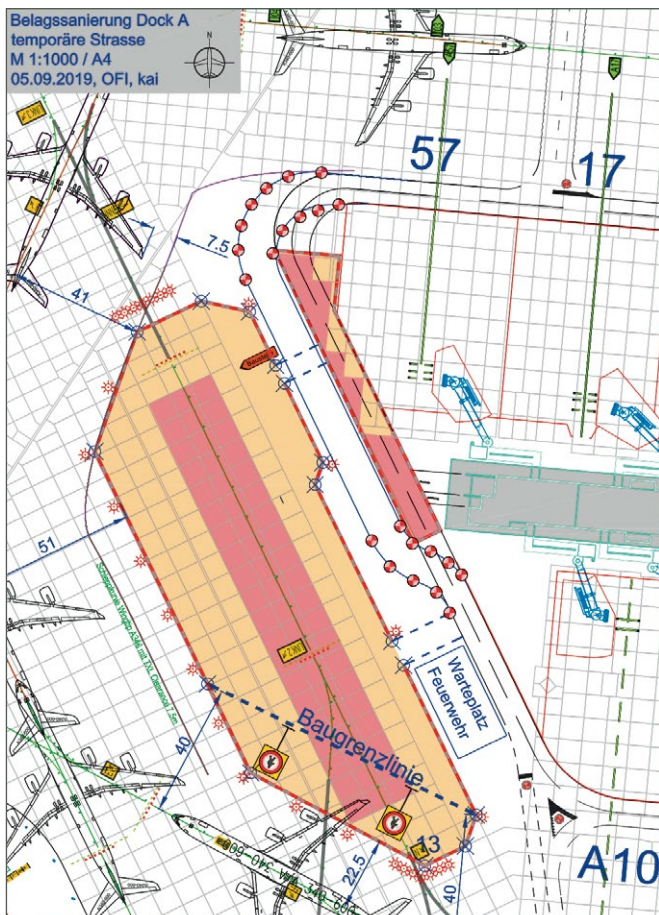 Belagssanierung Dock A
temporäre Strasse
M 1:1000 / A4
05.09.2019, OFI, kai
57
17
7.5
41
51
Warteplatz
Feuerwehr
Baugrenzlinie
40
13
22.5
40
A10